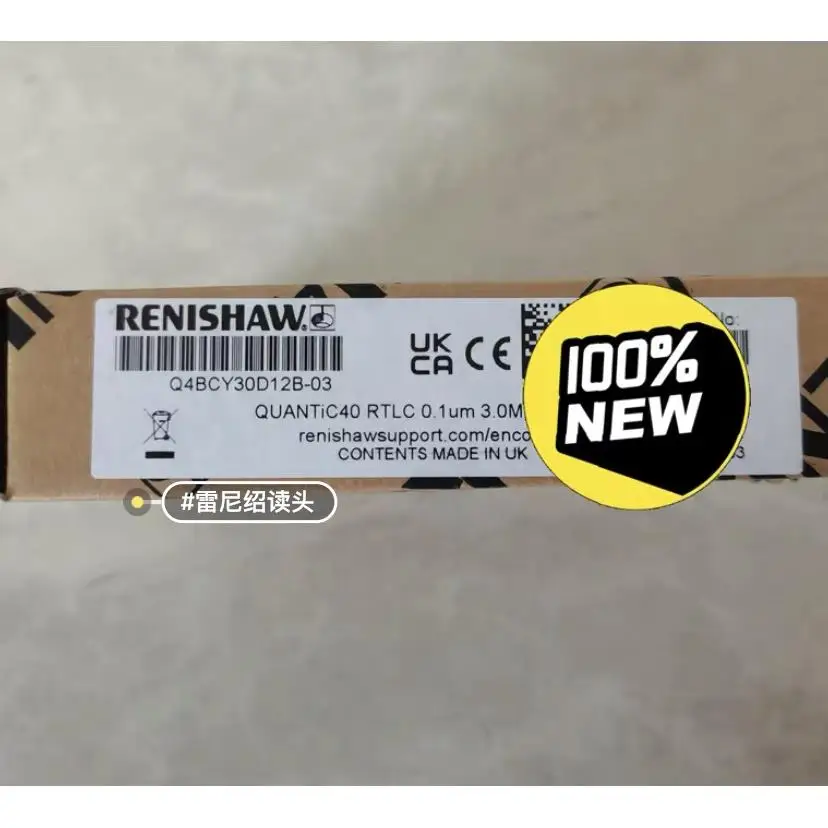 RENISHAW
Q4BCY30D12B-03
UK
CA CE
No:
QUANTiC40 RTLC 0.1um 3.0M
renishawsupport.com/enco
CONTENTS MADE IN UK
100%
NEW
#雷尼绍读头